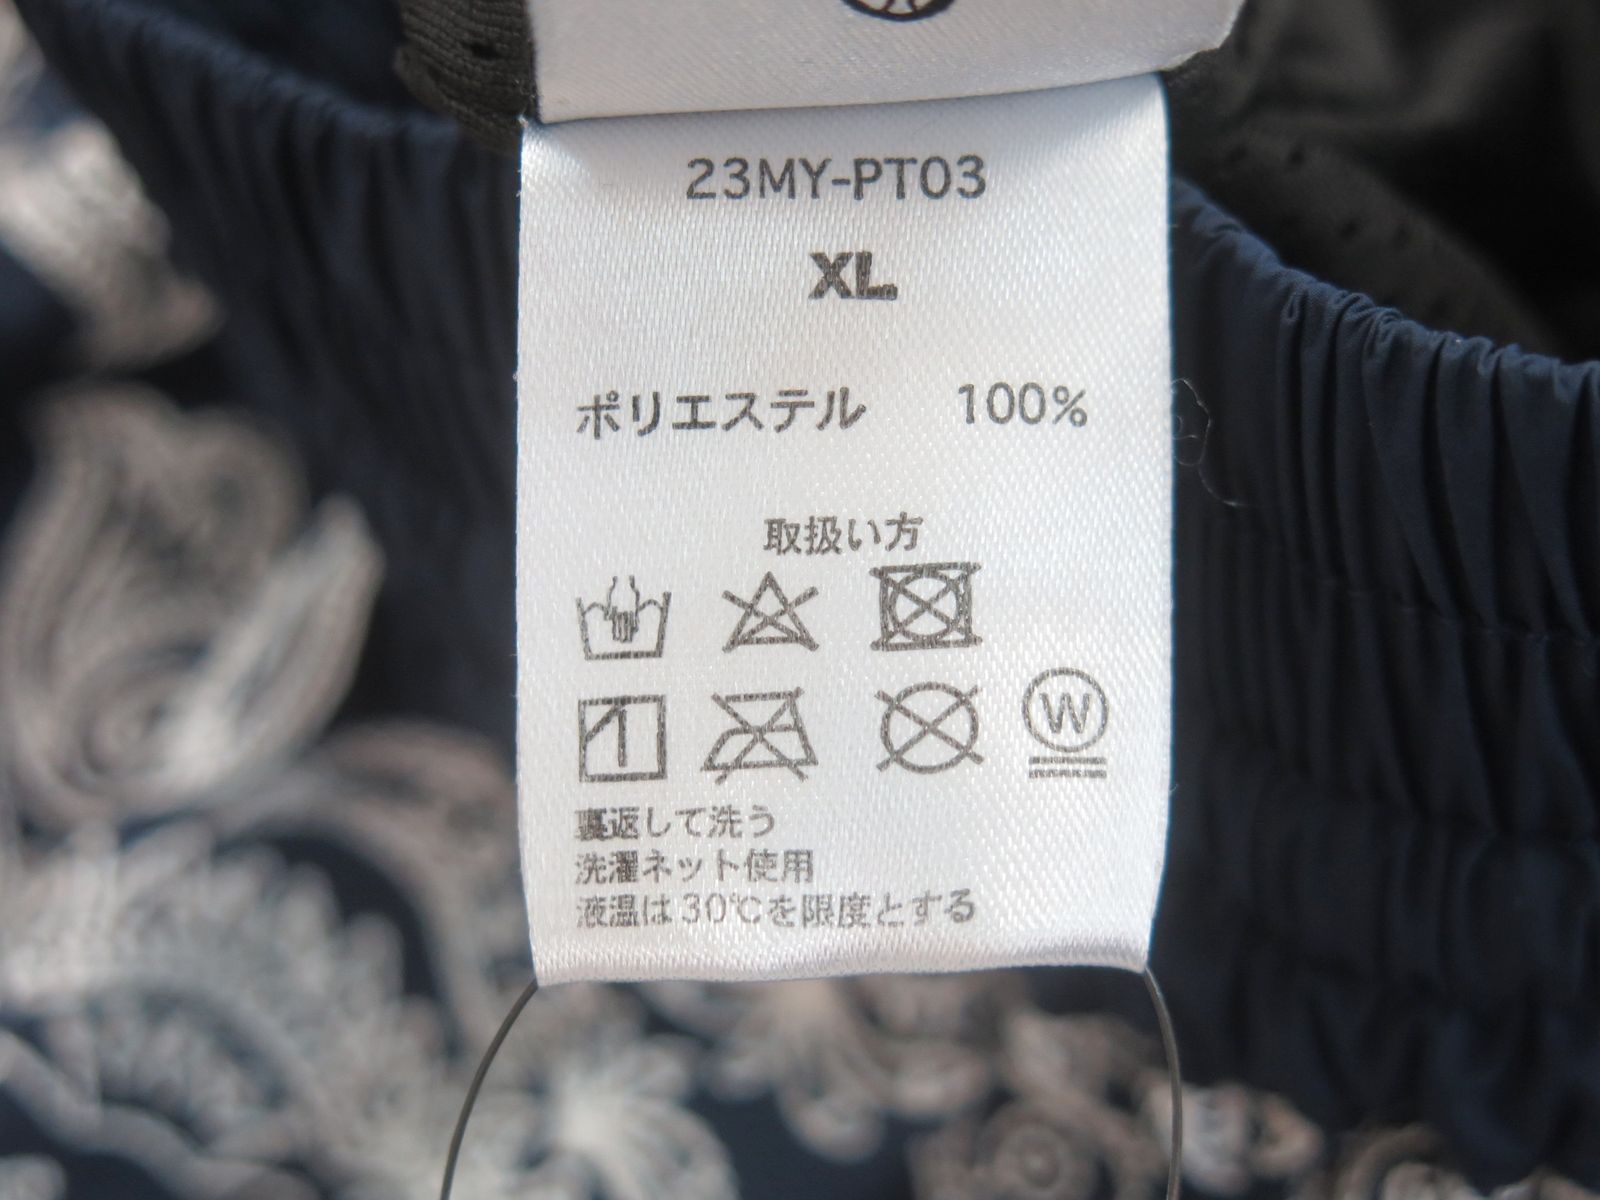 23MY-PT03
XL
ポリエステル 100%
取扱い方
W
裏返して洗う
洗濯ネット使用
液温は30℃を限度とする